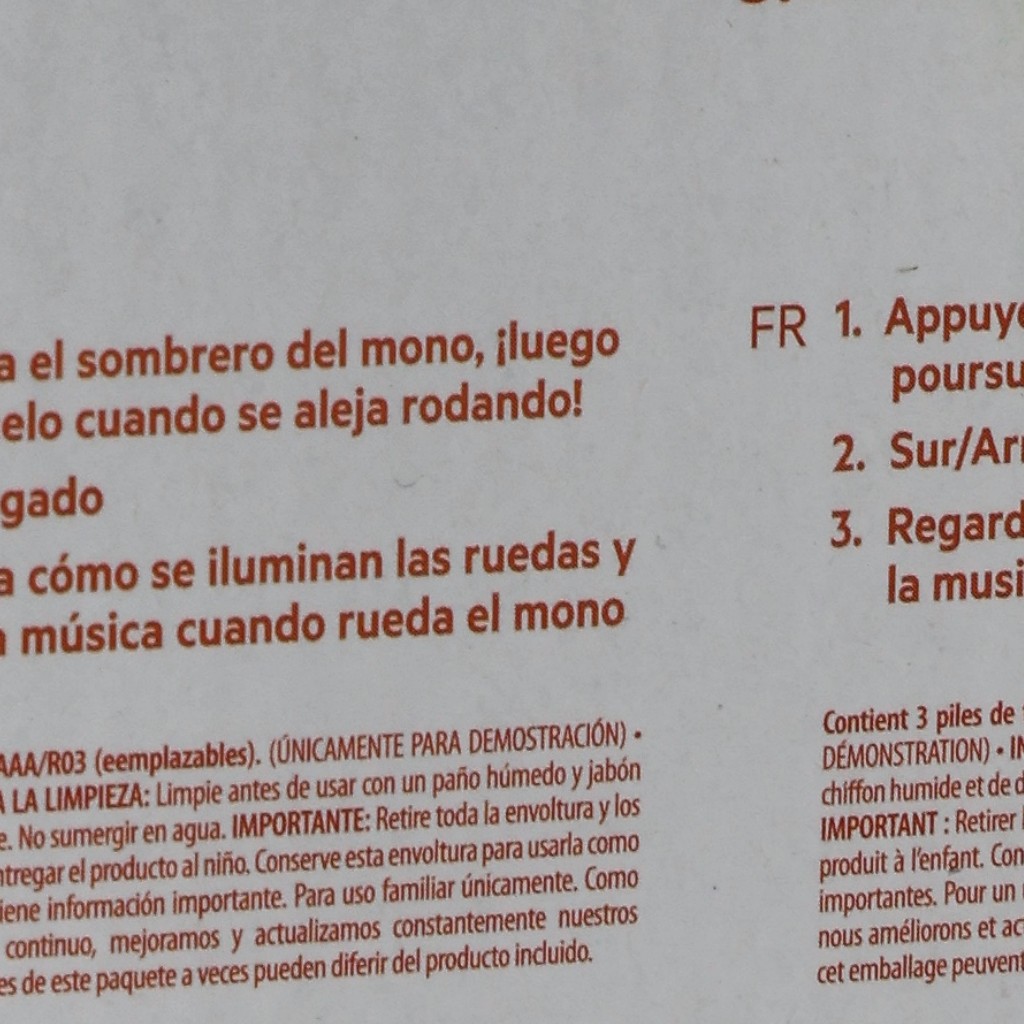 a el sombrero del mono, ¡luego
elo cuando se aleja rodando!
gado
a cómo se iluminan las ruedas y
música cuando rueda el mono
AAA/R03 (eemplazables). (ÚNICAMENTE PARA DEMOSTRACIÓN) •
A LA LIMPIEZA: Limpie antes de usar con un paño húmedo y jabón
e. No sumergir en agua. IMPORTANTE: Retire toda la envoltura y los
ntregar el producto al niño. Conserve esta envoltura para usarla como
iene información importante. Para uso familiar únicamente. Como
continuo, mejoramos y actualizamos constantemente nuestros
es de este paquete a veces pueden diferir del producto incluido.
FR 1. Appuye
poursu
2. Sur/Arr
3. Regard
la musi
Contient 3 piles de
DÉMONSTRATION) • IM
chiffon humide et de d
IMPORTANT : Retirer
produit à l'enfant. Con
importantes. Pour un
nous améliorons et ac
cet emballage peuvent